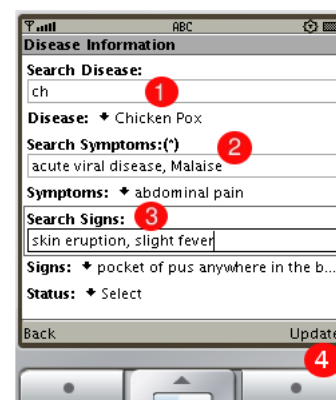 ABC
Disease Information
Search Disease:
ch
1
Disease: Chicken Pox
Search Symptoms:(*)
2
acute viral disease, Malaise
Symptoms: abdominal pain
Search Signs:
3
skin eruption, slight fever
Signs: pocket of pus anywhere in the b...
Status: Select
Back Update
4